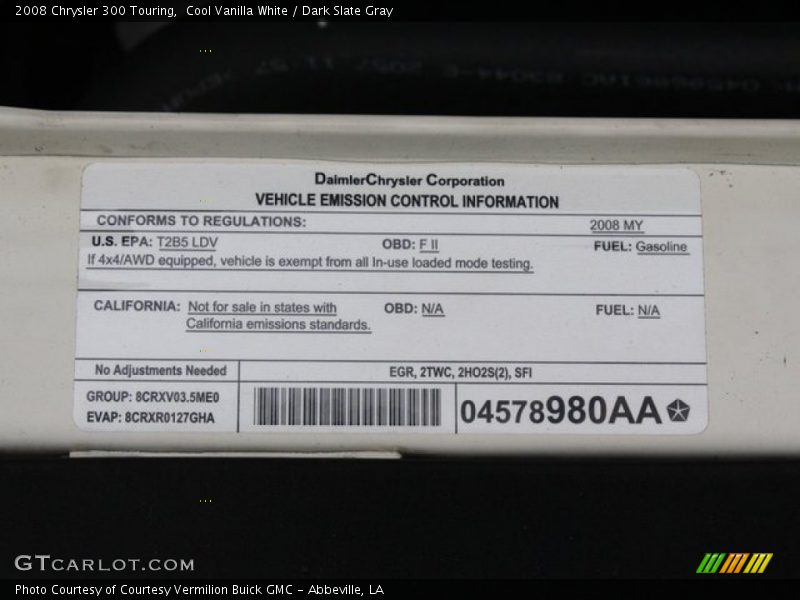 2008 Chrysler 300 Touring,  Cool Vanilla White / Dark Slate Gray
DaimlerChrysler Corporation
VEHICLE EMISSION CONTROL INFORMATION
CONFORMS TO REGULATIONS: 2008 MY
U.S. EPA: T2B5 LDV OBD: F II FUEL: Gasoline
If 4x4/AWD equipped, vehicle is exempt from all In-use loaded mode testing.
CALIFORNIA: Not for sale in states with OBD: N/A FUEL: N/A
California emissions standards.
No Adjustments Needed EGR, 2TWC, 2HO2S(2), SFI
GROUP: 8CRXV03.5ME0
EVAP: 8CRXR0127GHA
04578980AA
GTCARLOT.COM
Photo Courtesy of Courtesy Vermilion Buick GMC - Abbeville, LA